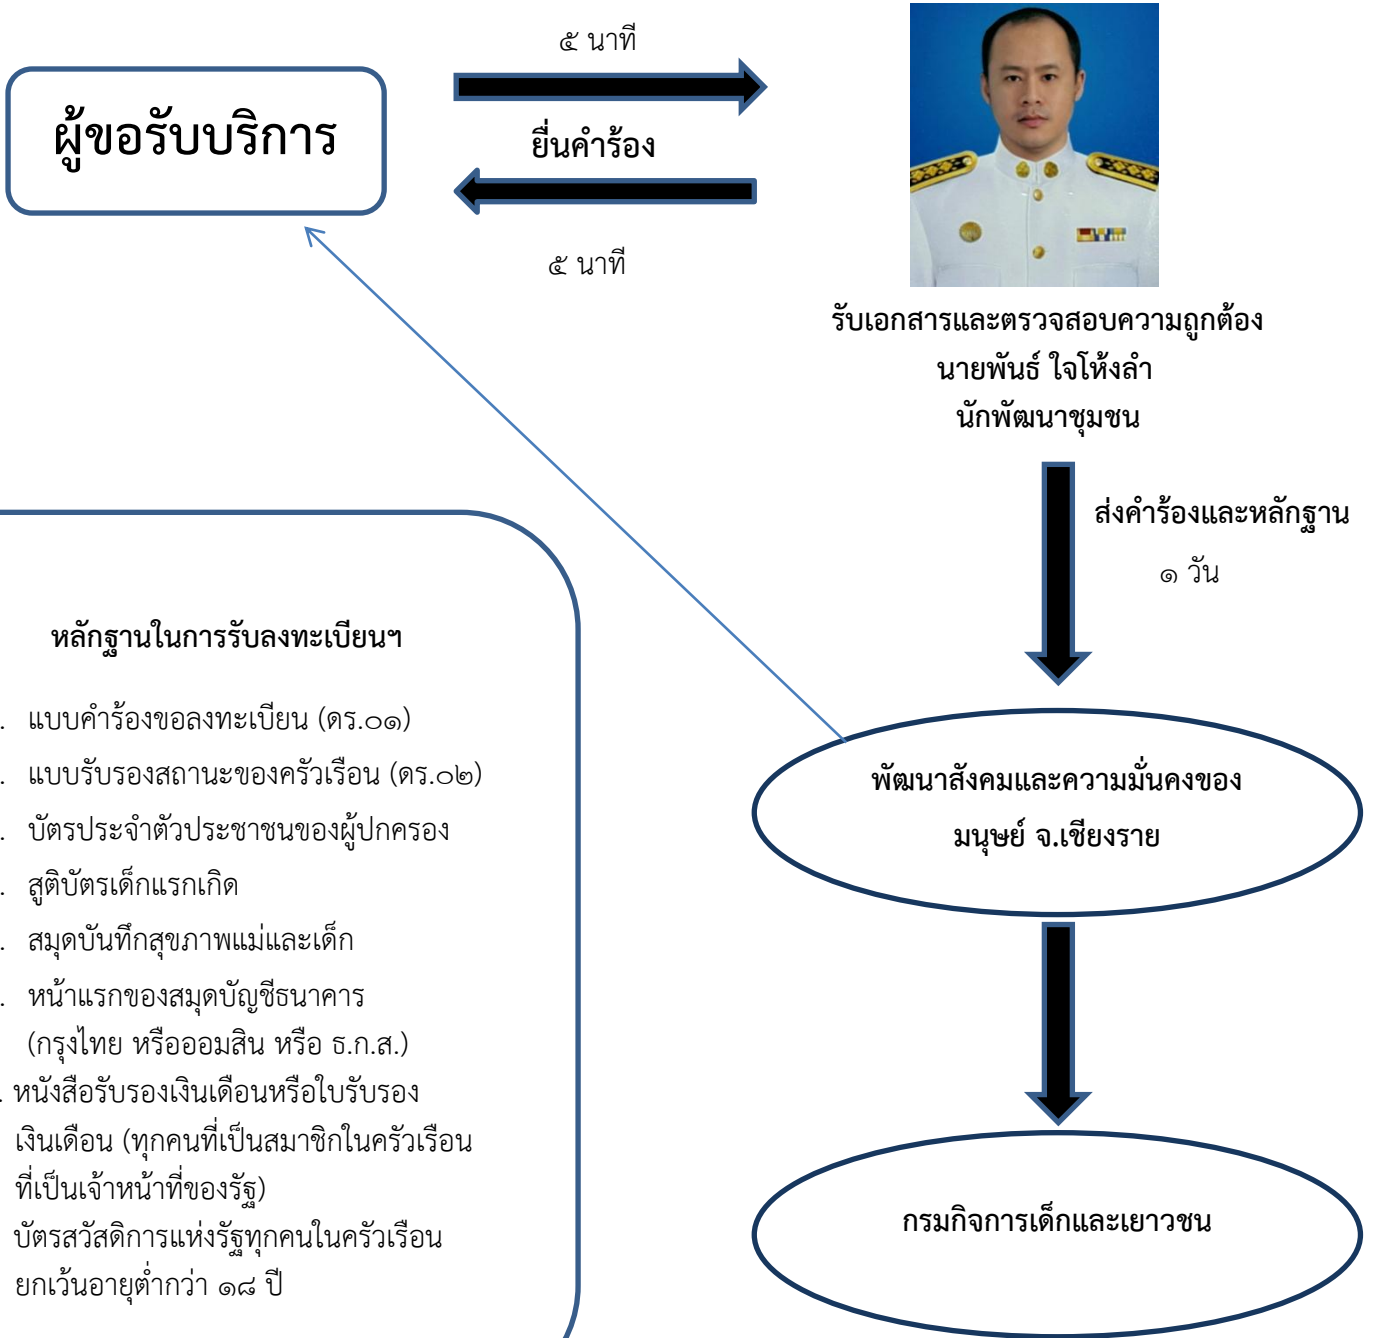 ๕ นาที
ผู้ขอรับบริการ
ยื่นคำร้อง
๕ นาที
รับเอกสารและตรวจสอบความถูกต้อง
นายพันธ์ ใจโห้งลำ
นักพัฒนาชุมชน
ส่งคำร้องและหลักฐาน
๑ วัน
หลักฐานในการรับลงทะเบียนฯ
. แบบคำร้องขอลงทะเบียน (ดร.๐๑)
. แบบรับรองสถานะของครัวเรือน (ดร.๐๒)
. บัตรประจำตัวประชาชนของผู้ปกครอง
. สูติบัตรเด็กแรกเกิด
. สมุดบันทึกสุขภาพแม่และเด็ก
. หน้าแรกของสมุดบัญชีธนาคาร
(กรุงไทย หรือออมสิน หรือ ธ.ก.ส.)
. หนังสือรับรองเงินเดือนหรือใบรับรอง
เงินเดือน (ทุกคนที่เป็นสมาชิกในครัวเรือน
ที่เป็นเจ้าหน้าที่ของรัฐ)
บัตรสวัสดิการแห่งรัฐทุกคนในครัวเรือน
ยกเว้นอายุต่ำกว่า ๑๘ ปี
พัฒนาสังคมและความมั่นคงของ
มนุษย์ จ.เชียงราย
กรมกิจการเด็กและเยาวชน